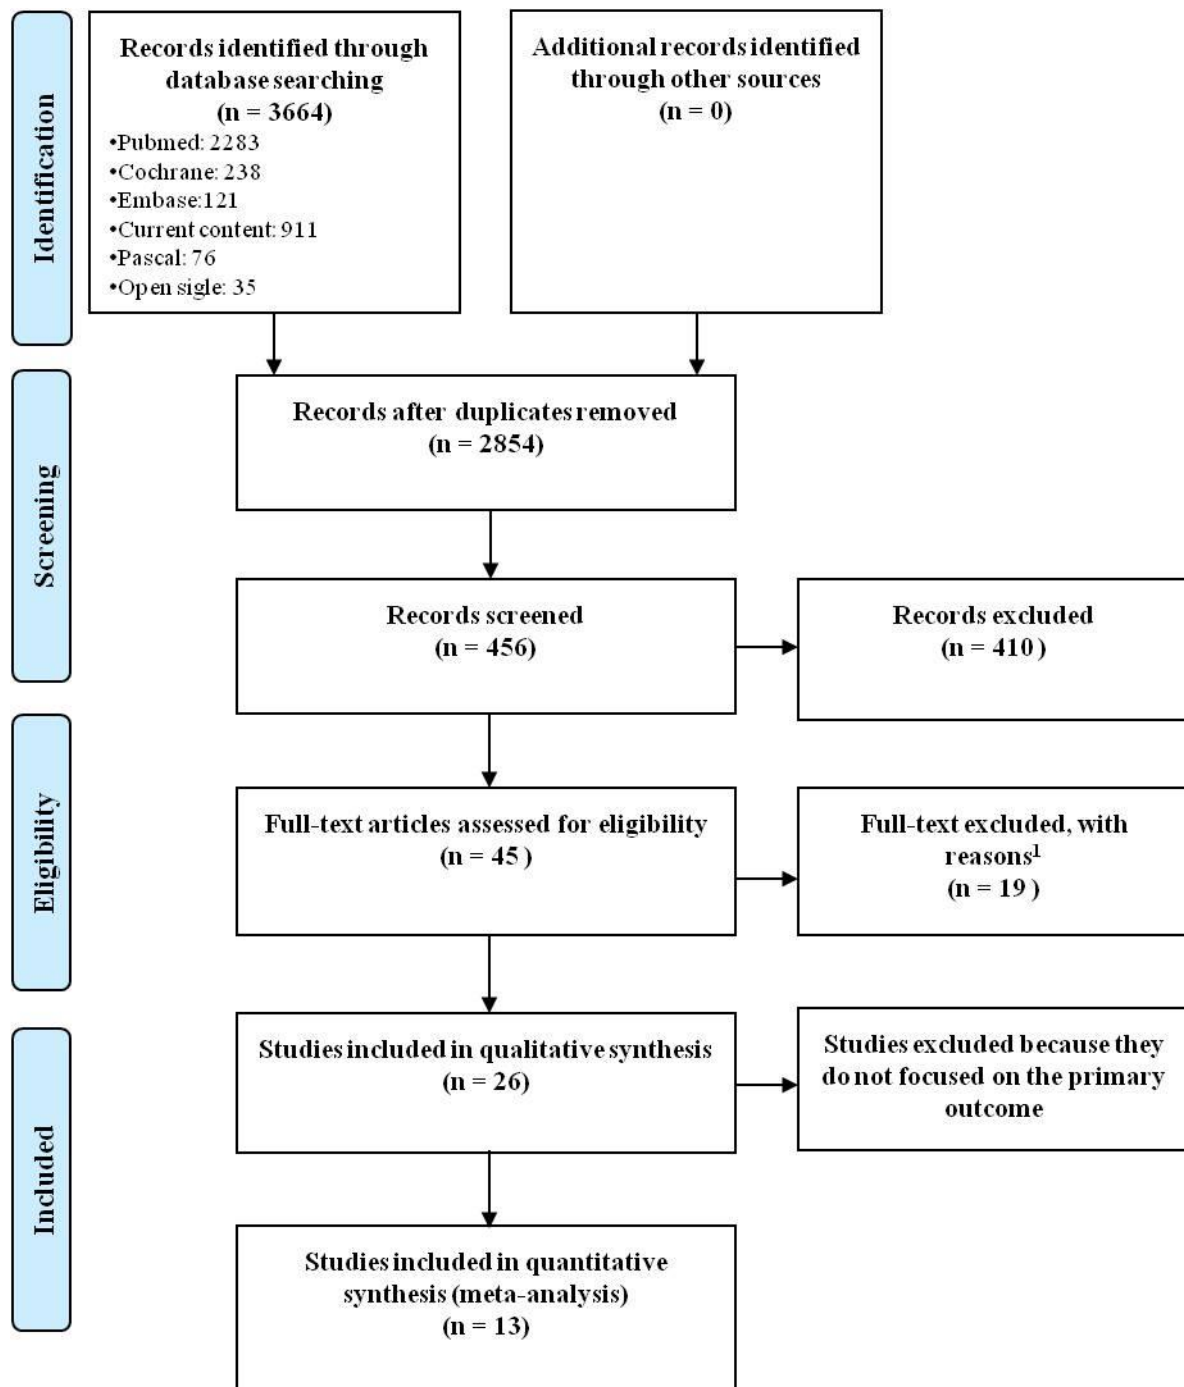 Identification
Records identified through
database searching
(n = 3664)
•Pubmed: 2283
•Cochrane: 238
•Embase:121
•Current content: 911
•Pascal: 76
•Open sigle: 35
Additional records identified
through other sources
(n = 0)
Screening
Records after duplicates removed
(n = 2854)
Records screened
(n = 456)
Records excluded
(n = 410 )
Eligibility
Full-text articles assessed for eligibility
(n = 45 )
Full-text excluded, with
reasons¹
(n = 19 )
Included
Studies included in qualitative synthesis
(n = 26)
Studies excluded because they
do not focused on the primary
outcome
Studies included in quantitative
synthesis (meta-analysis)
(n = 13)